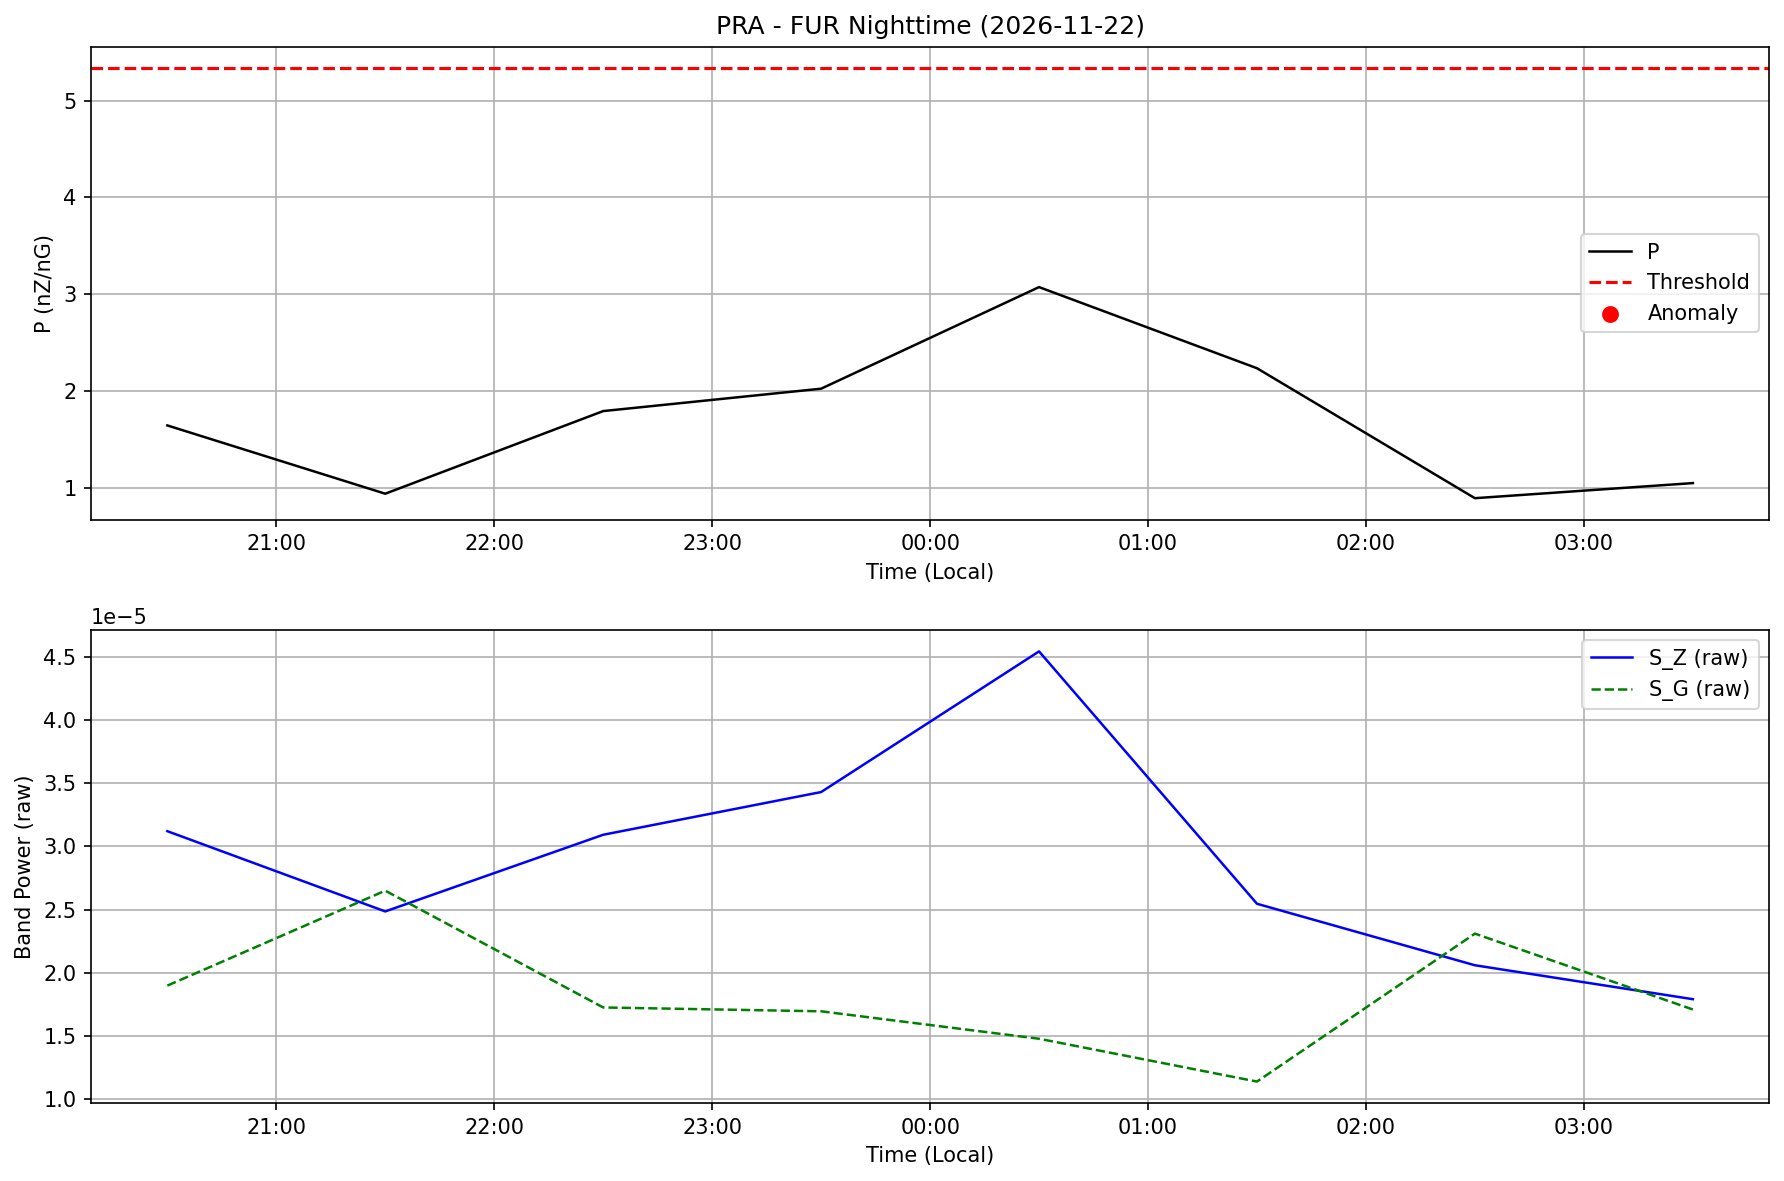 PRA - FUR Nighttime (2026-11-22)
P (nZ/nG)
5
4
3
2
1
P
Threshold
Anomaly
21:00 22:00 23:00 00:00 01:00 02:00 03:00
Time (Local)
1e−5
Band Power (raw)
4.5
4.0
3.5
3.0
2.5
2.0
1.5
1.0
S_Z (raw)
S_G (raw)
21:00 22:00 23:00 00:00 01:00 02:00 03:00
Time (Local)